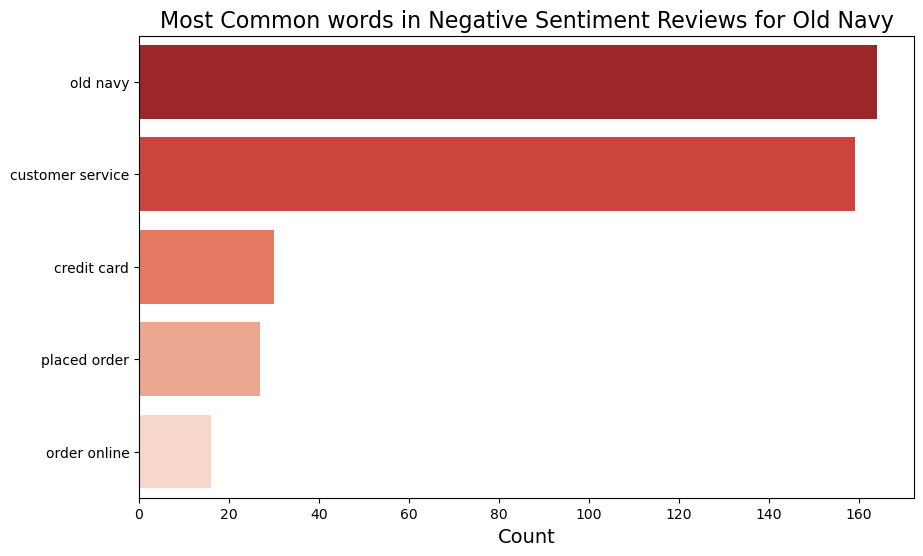 Most Common words in Negative Sentiment Reviews for Old Navy
old navy
customer service
credit card
placed order
order online
0 20 40 60 80 100 120 140 160
Count